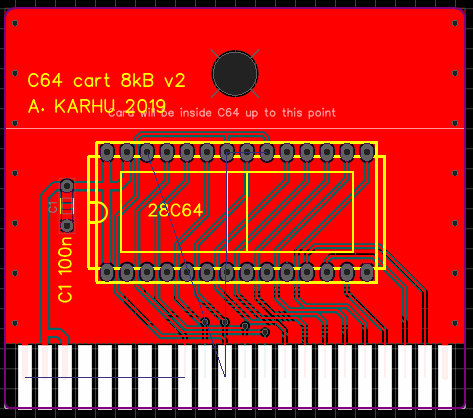 C64 cart 8kB v2
A. KARHU 2019
Card will be inside C64 up to this point
28C64
C1
C1 100n